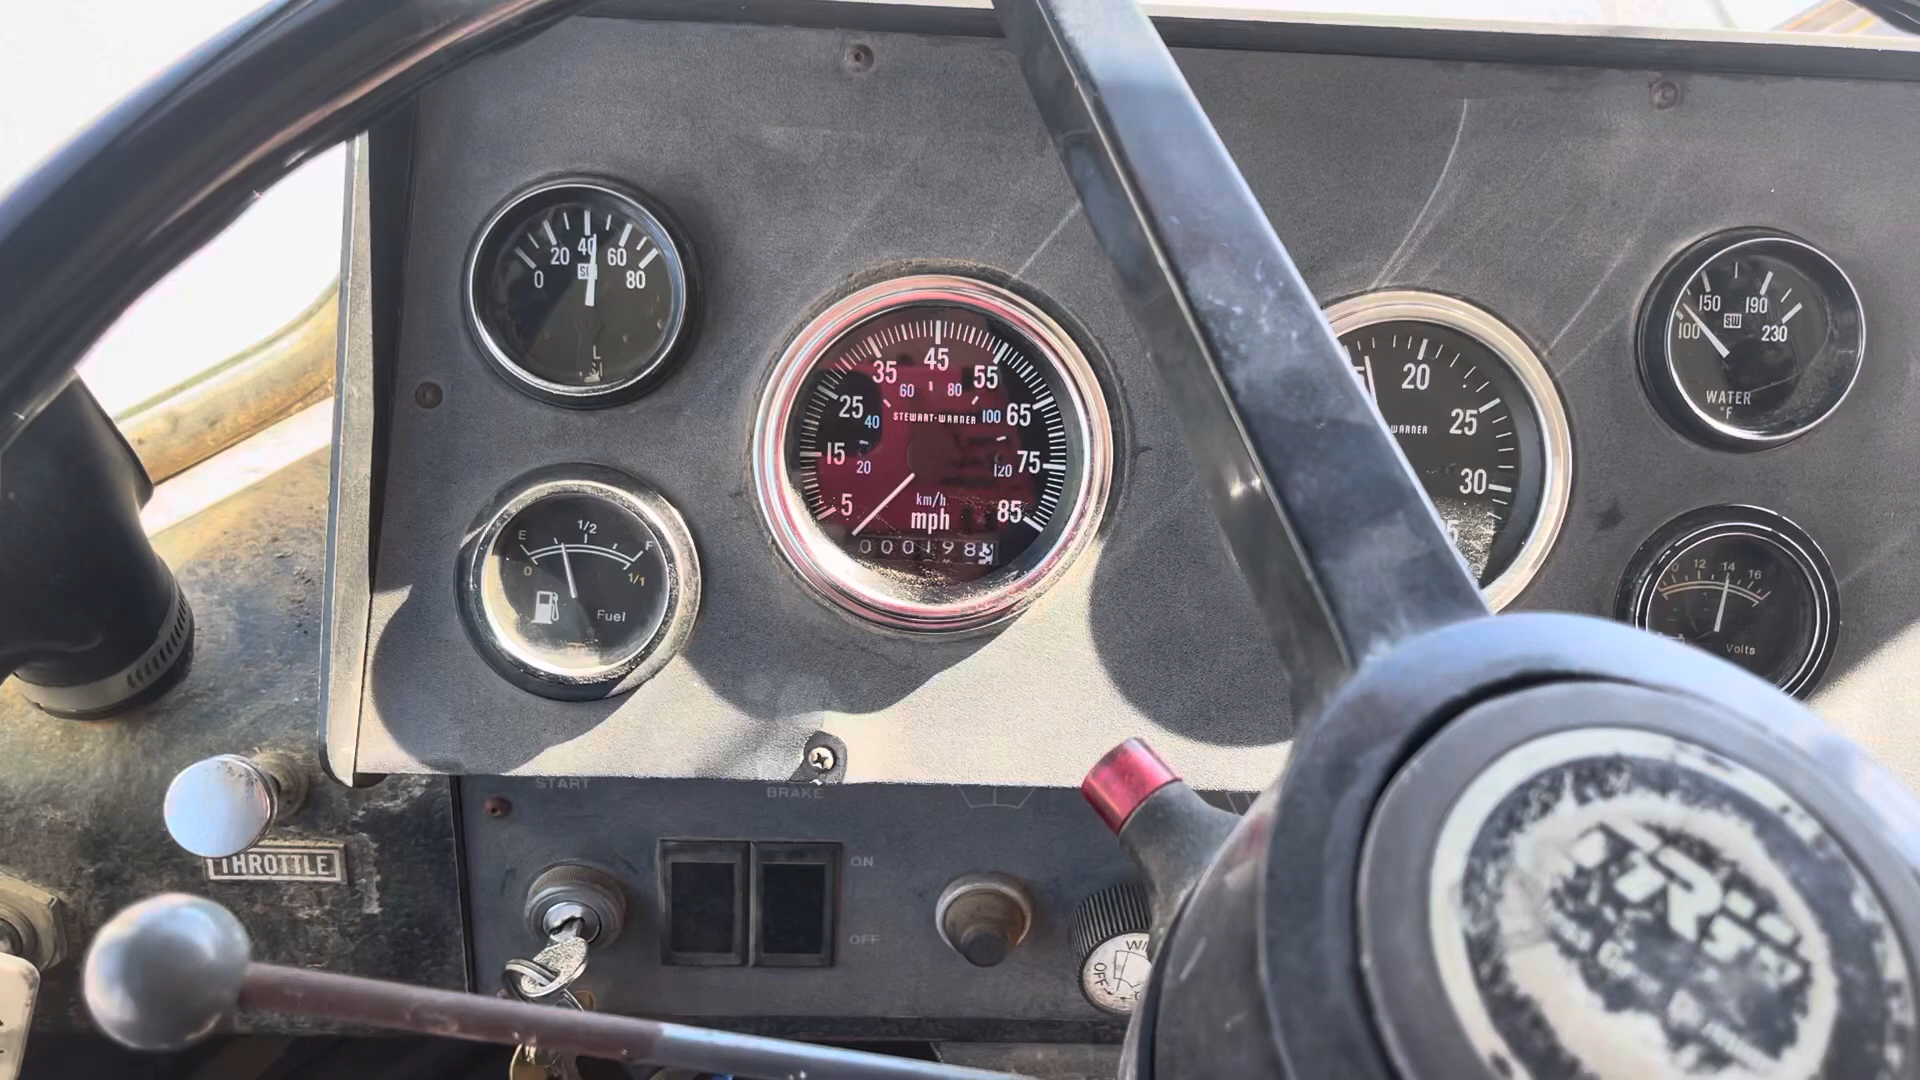 0 20 40 60 80
SW
E 1/2 F
0 1/1
Fuel
5 15 25 35 45 55 65 75 85
20 40 60 80 100 120
STEWART-WARNER
km/h
mph
000198
20 25 30
WARNER
100 150 190 230
SW
WATER
°F
12 14 16
Volts
START
BRAKE
THROTTLE
ON
OFF
OFF